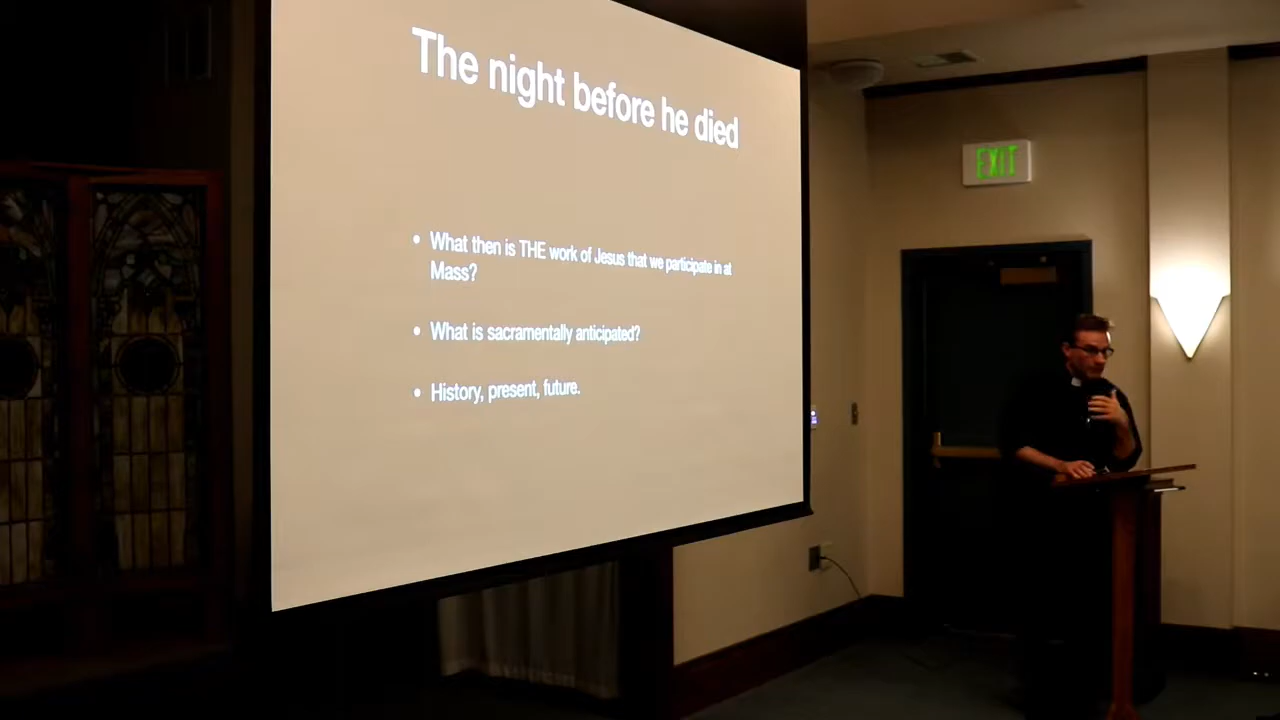 The night before he died
• What then is THE work of Jesus that we participate in at
Mass?
• What is sacramentally anticipated?
• History, present, future.
EXIT